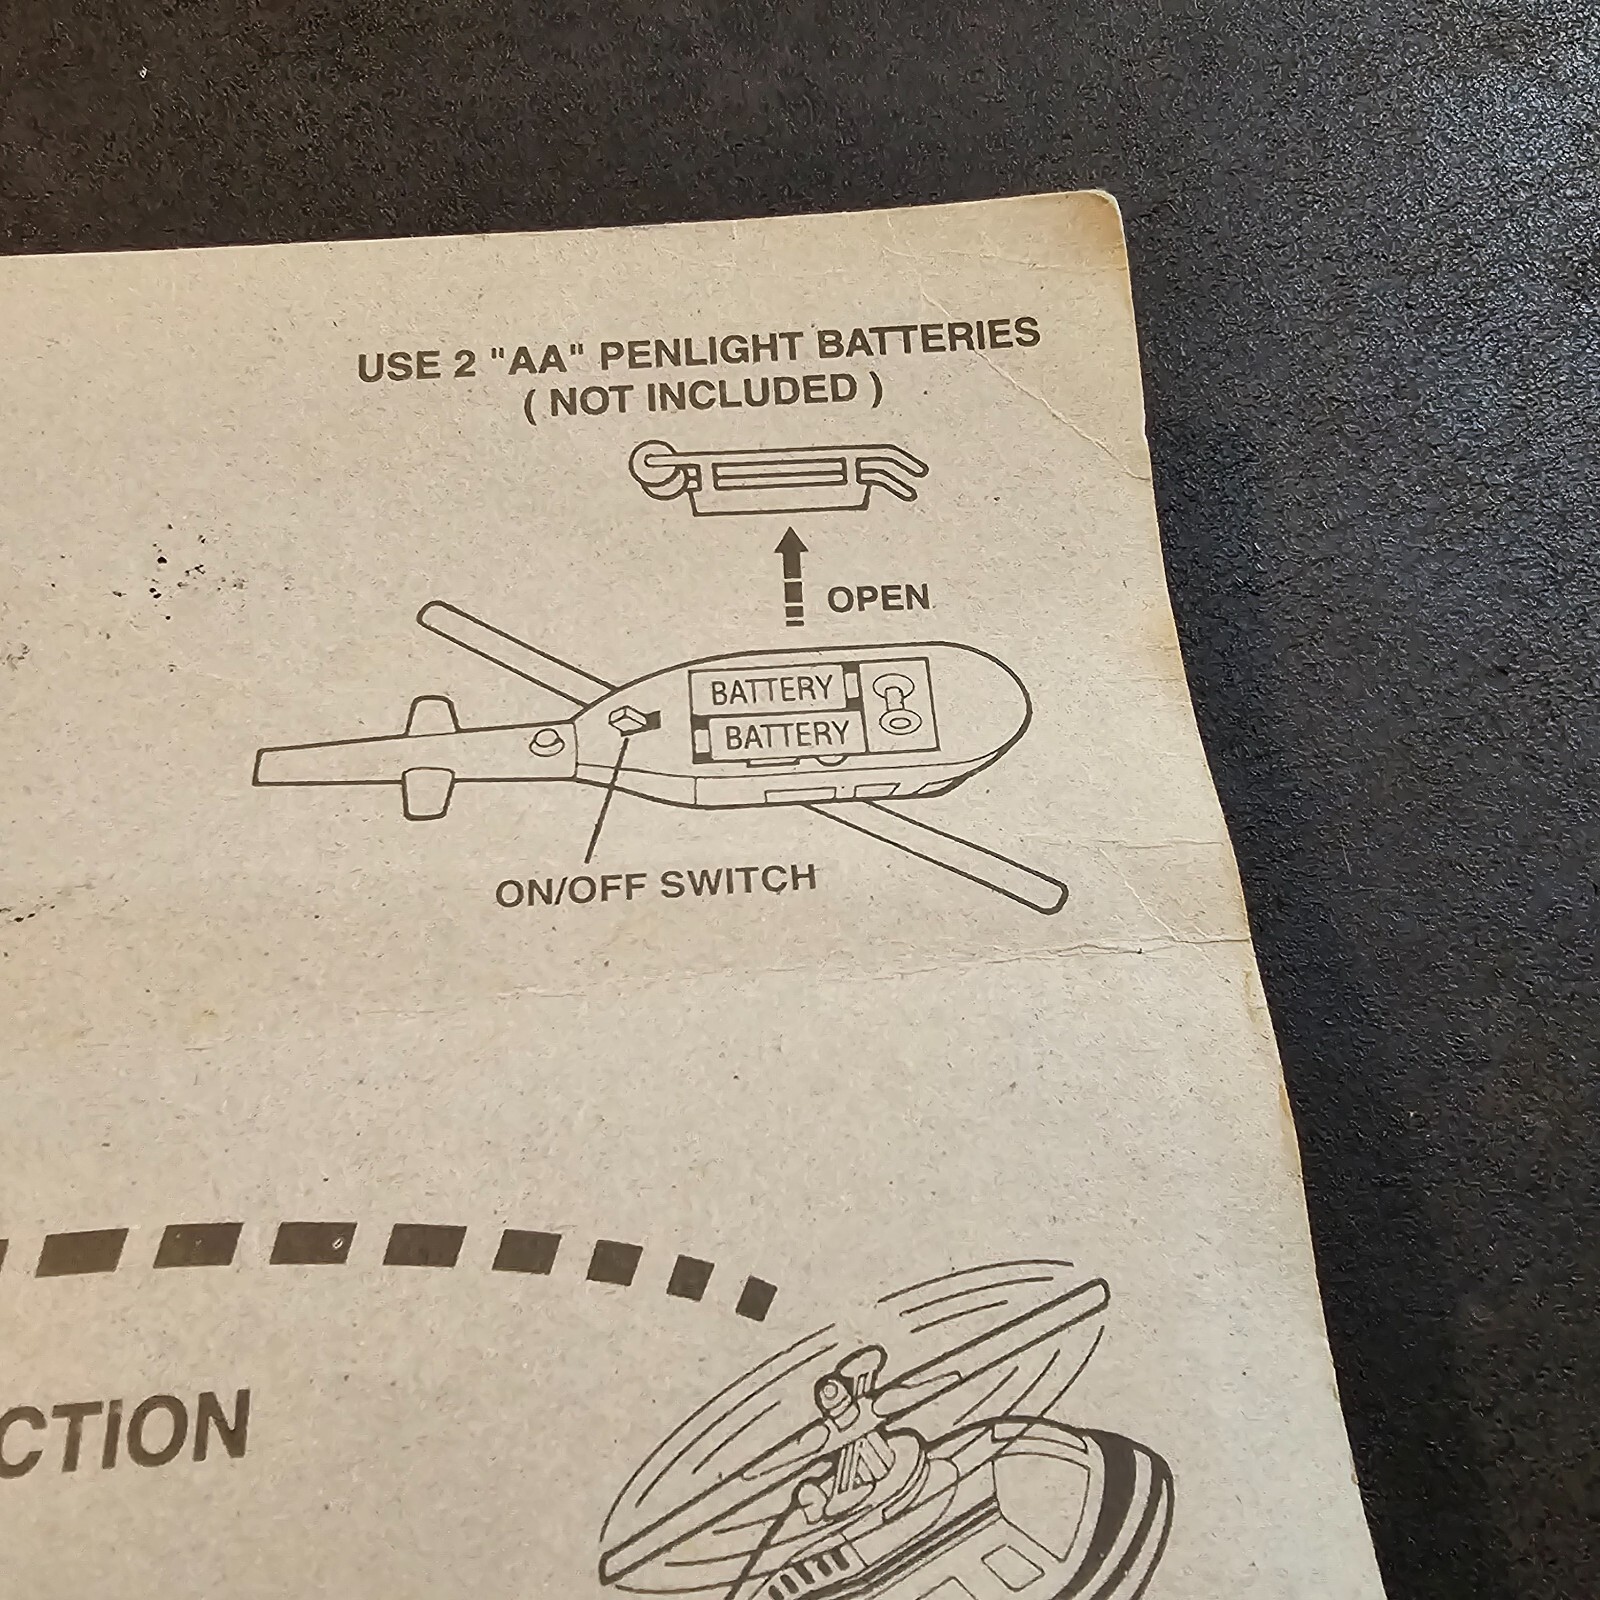 USE 2 "AA" PENLIGHT BATTERIES
( NOT INCLUDED )
OPEN
BATTERY
BATTERY
ON/OFF SWITCH
CTION